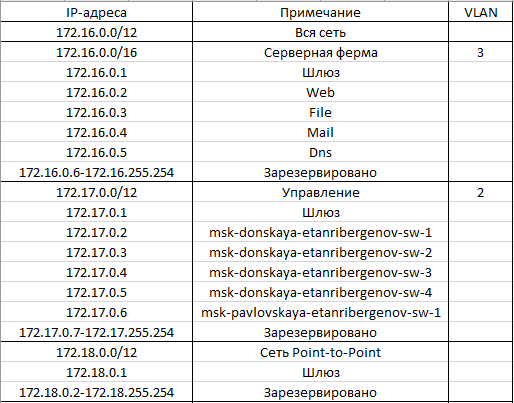 IP-адреса Примечание VLAN
172.16.0.0/12 Вся сеть
172.16.0.0/16 Серверная ферма 3
172.16.0.1 Шлюз
172.16.0.2 Web
172.16.0.3 File
172.16.0.4 Mail
172.16.0.5 Dns
172.16.0.6-172.16.255.254 Зарезервировано
172.17.0.0/12 Управление 2
172.17.0.1 Шлюз
172.17.0.2 msk-donskaya-etanribergenov-sw-1
172.17.0.3 msk-donskaya-etanribergenov-sw-2
172.17.0.4 msk-donskaya-etanribergenov-sw-3
172.17.0.5 msk-donskaya-etanribergenov-sw-4
172.17.0.6 msk-pavlovskaya-etanribergenov-sw-1
172.17.0.7-172.17.255.254 Зарезервировано
172.18.0.0/12 Сеть Point-to-Point
172.18.0.1 Шлюз
172.18.0.2-172.18.255.254 Зарезервировано